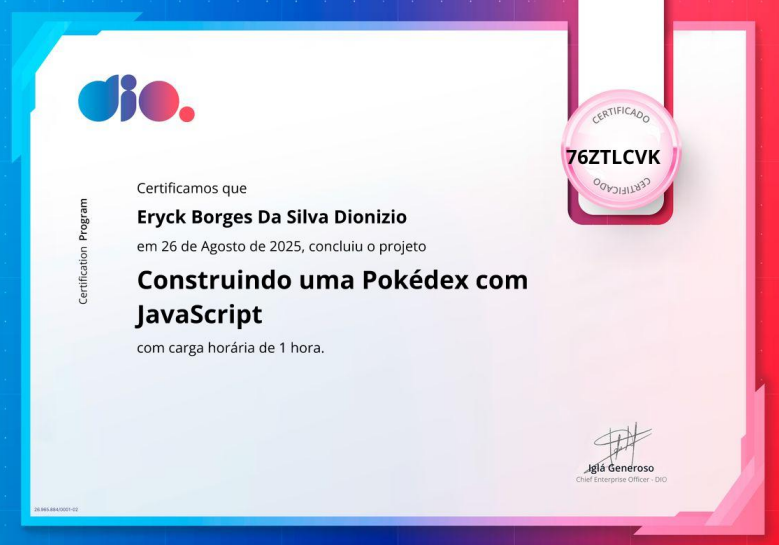 dio.
CERTIFICADO
76ZTLCVK
CERTIFICADO
Certification Program
Certificamos que
Eryck Borges Da Silva Dionizio
em 26 de Agosto de 2025, concluiu o projeto
Construindo uma Pokédex com
JavaScript
com carga horária de 1 hora.
Iglá Generoso
Chief Enterprise Officer - DIO